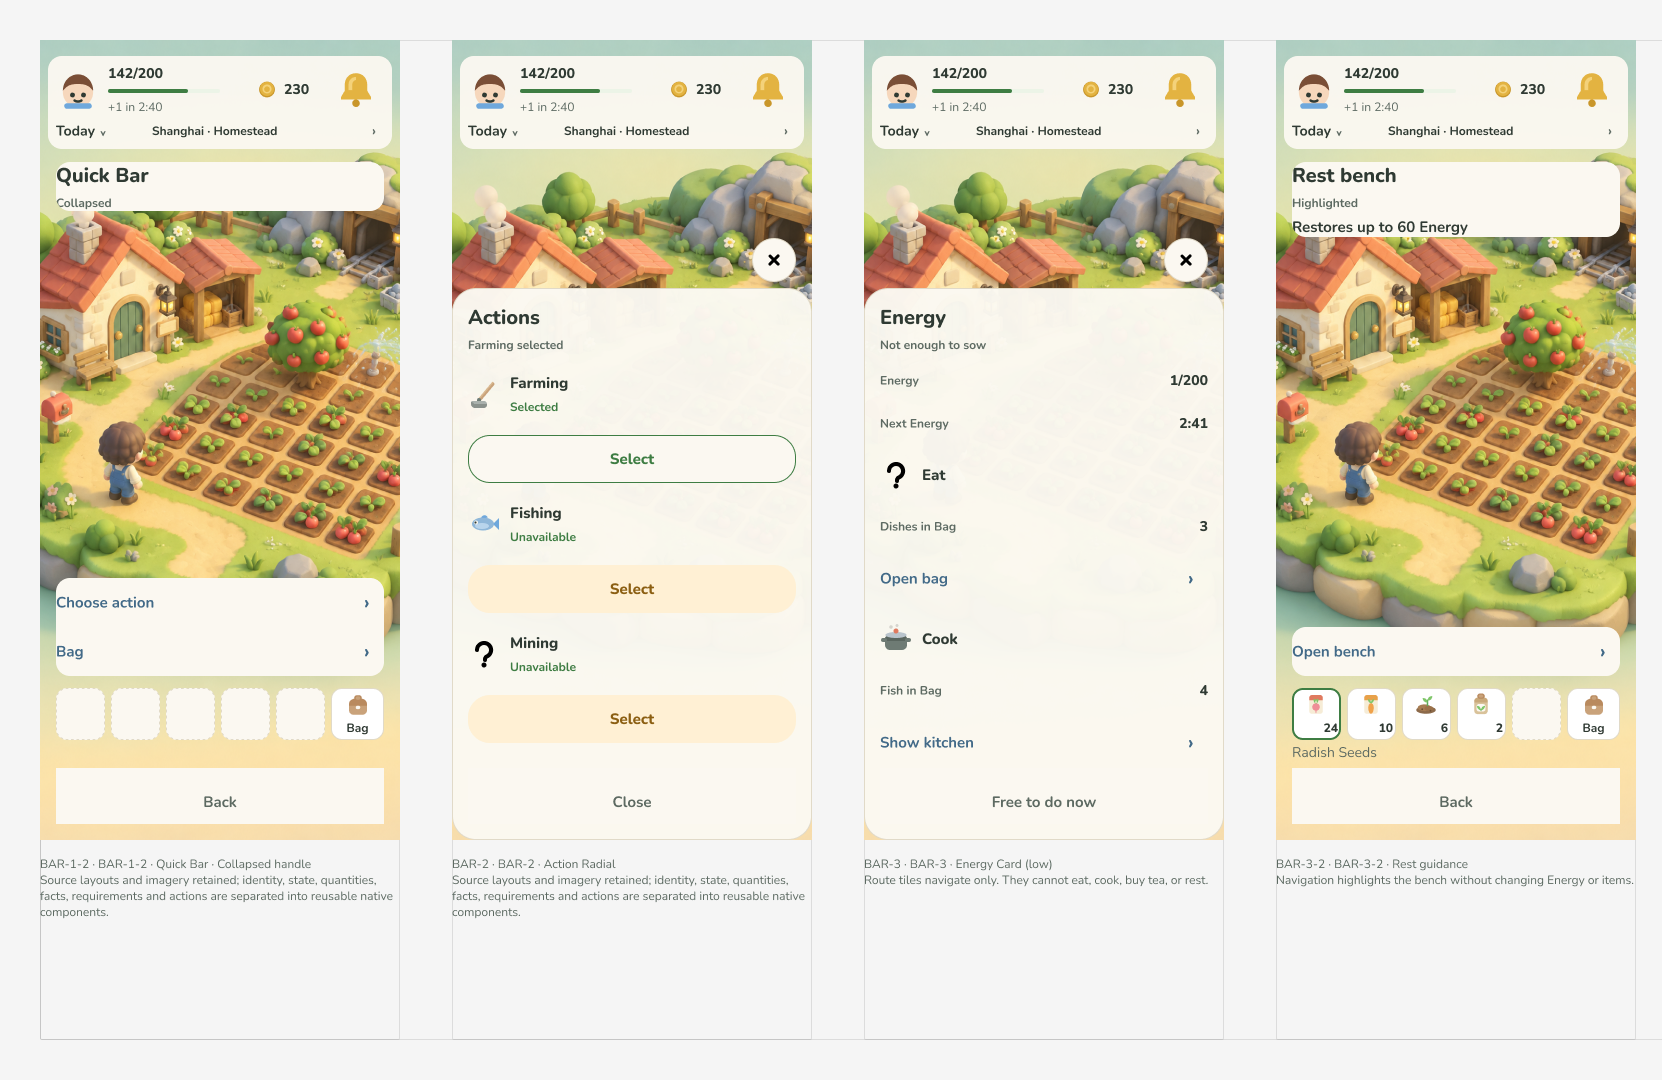 142/200
230
+1 in 2:40
Today v Shanghai · Homestead ›
Quick Bar
Collapsed
Choose action ›
Bag ›
Bag
Back
BAR-1-2 · BAR-1-2 · Quick Bar · Collapsed handle
Source layouts and imagery retained; identity, state, quantities,
facts, requirements and actions are separated into reusable native
components.
142/200
230
+1 in 2:40
Today v Shanghai · Homestead ›
Actions
Farming selected
Farming
Selected
Select
Fishing
Unavailable
Select
?
Mining
Unavailable
Select
Close
BAR-2 · BAR-2 · Action Radial
Source layouts and imagery retained; identity, state, quantities,
facts, requirements and actions are separated into reusable native
components.
142/200
230
+1 in 2:40
Today v Shanghai · Homestead ›
Energy
Not enough to sow
Energy 1/200
Next Energy 2:41
? Eat
Dishes in Bag 3
Open bag ›
Cook
Fish in Bag 4
Show kitchen ›
Free to do now
BAR-3 · BAR-3 · Energy Card (low)
Route tiles navigate only. They cannot eat, cook, buy tea, or rest.
142/200
230
+1 in 2:40
Today v Shanghai · Homestead ›
Rest bench
Highlighted
Restores up to 60 Energy
Open bench ›
24 10 6 2 Bag
Radish Seeds
Back
BAR-3-2 · BAR-3-2 · Rest guidance
Navigation highlights the bench without changing Energy or items.